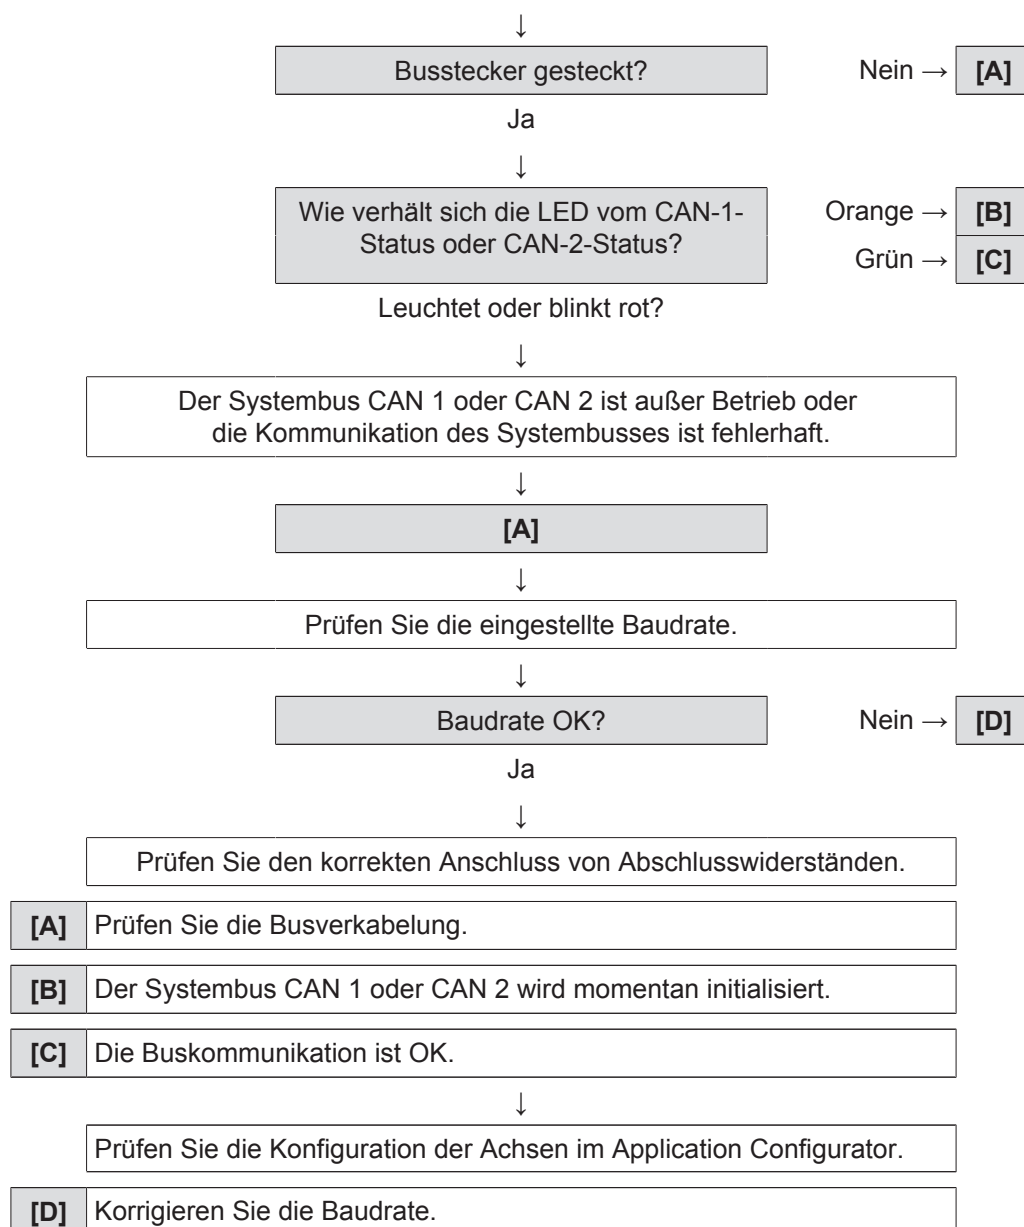 ↓
Busstecker gesteckt? Nein → [A]
Ja
↓
Wie verhält sich die LED vom CAN-1- Orange → [B]
Status oder CAN-2-Status? Grün → [C]
Leuchtet oder blinkt rot?
↓
Der Systembus CAN 1 oder CAN 2 ist außer Betrieb oder
die Kommunikation des Systembusses ist fehlerhaft.
↓
[A]
↓
Prüfen Sie die eingestellte Baudrate.
↓
Baudrate OK? Nein → [D]
Ja
↓
Prüfen Sie den korrekten Anschluss von Abschlusswiderständen.
[A] Prüfen Sie die Busverkabelung.
[B] Der Systembus CAN 1 oder CAN 2 wird momentan initialisiert.
[C] Die Buskommunikation ist OK.
↓
Prüfen Sie die Konfiguration der Achsen im Application Configurator.
[D] Korrigieren Sie die Baudrate.